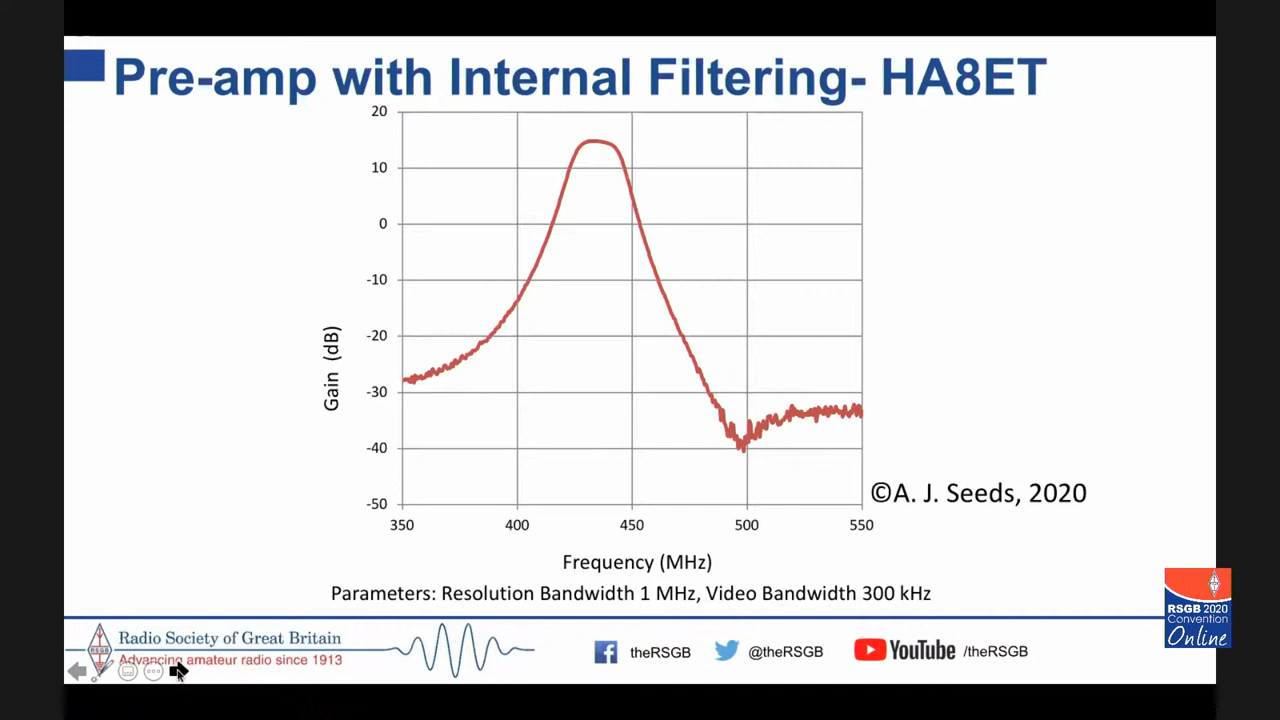 Pre-amp with Internal Filtering- HA8ET
20
10
0
-10
-20
-30
-40
-50
Gain (dB)
350
400
450
500
550
Frequency (MHz)
©A. J. Seeds, 2020
Parameters: Resolution Bandwidth 1 MHz, Video Bandwidth 300 kHz
RSGB 2020
Convention
Online
RSGB
Radio Society of Great Britain
Advancing amateur radio since 1913
theRSGB
@theRSGB
YouTube /theRSGB